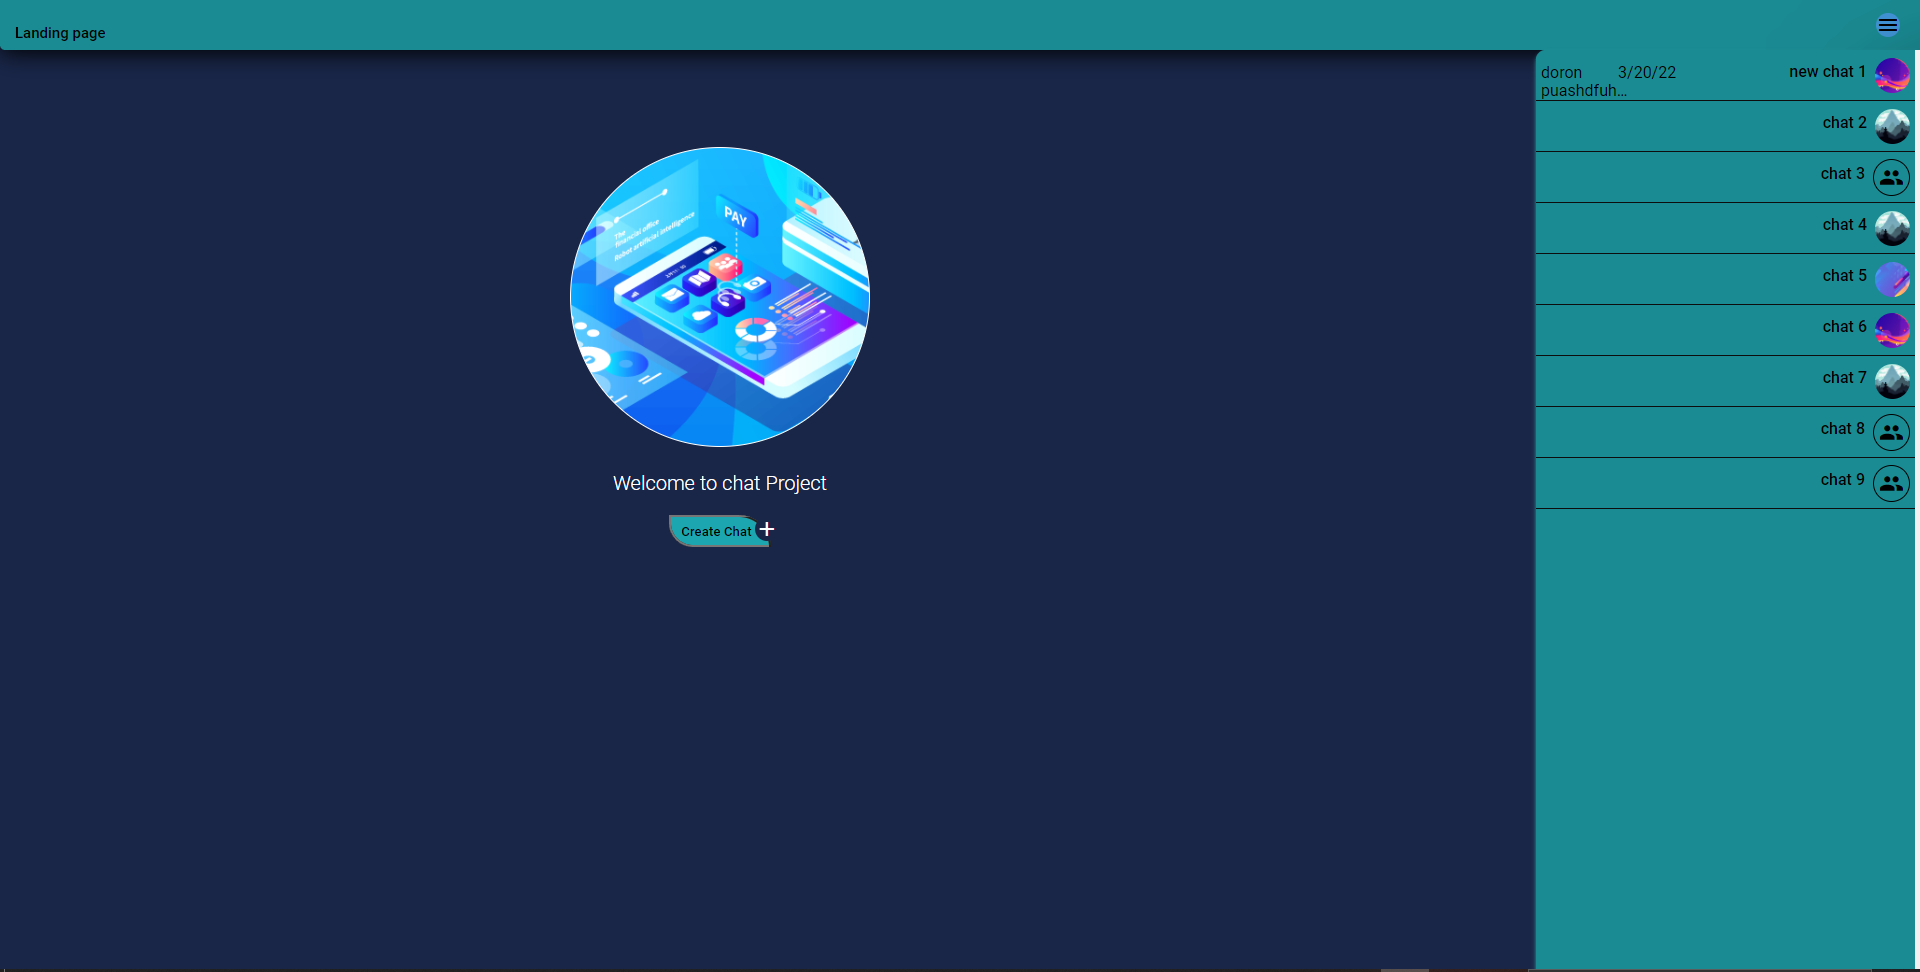 Landing page
doron 3/20/22 new chat 1
puashdfuh...
chat 2
chat 3
chat 4
chat 5
chat 6
chat 7
chat 8
chat 9
PAY
The
financial office
Robot artificial intelligence
Welcome to chat Project
Create Chat +